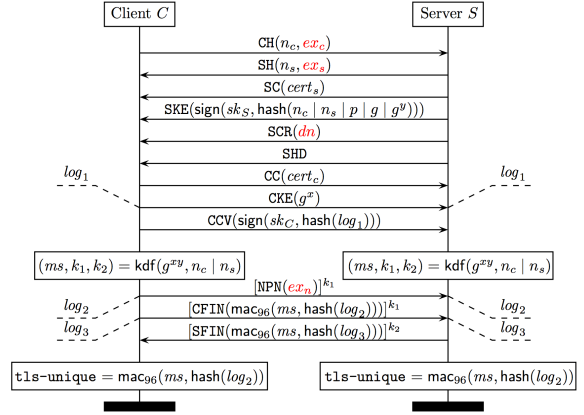 Client C Server S
CH(n_c, ex_c)
SH(n_s, ex_s)
SC(cert_s)
SKE(sign(sk_S, hash(n_c | n_s | p | g | g^y)))
SCR(dn)
SHD
log_1 CC(cert_c) log_1
CKE(g^x)
CCV(sign(sk_C, hash(log_1)))
(ms, k_1, k_2) = kdf(g^{xy}, n_c | n_s) (ms, k_1, k_2) = kdf(g^{xy}, n_c | n_s)
[NPN(ex_n)]^{k_1}
log_2 [CFIN(mac_96(ms, hash(log_2)))]^{k_1} log_2
log_3 [SFIN(mac_96(ms, hash(log_3)))]^{k_2} log_3
tls-unique = mac_96(ms, hash(log_2)) tls-unique = mac_96(ms, hash(log_2))